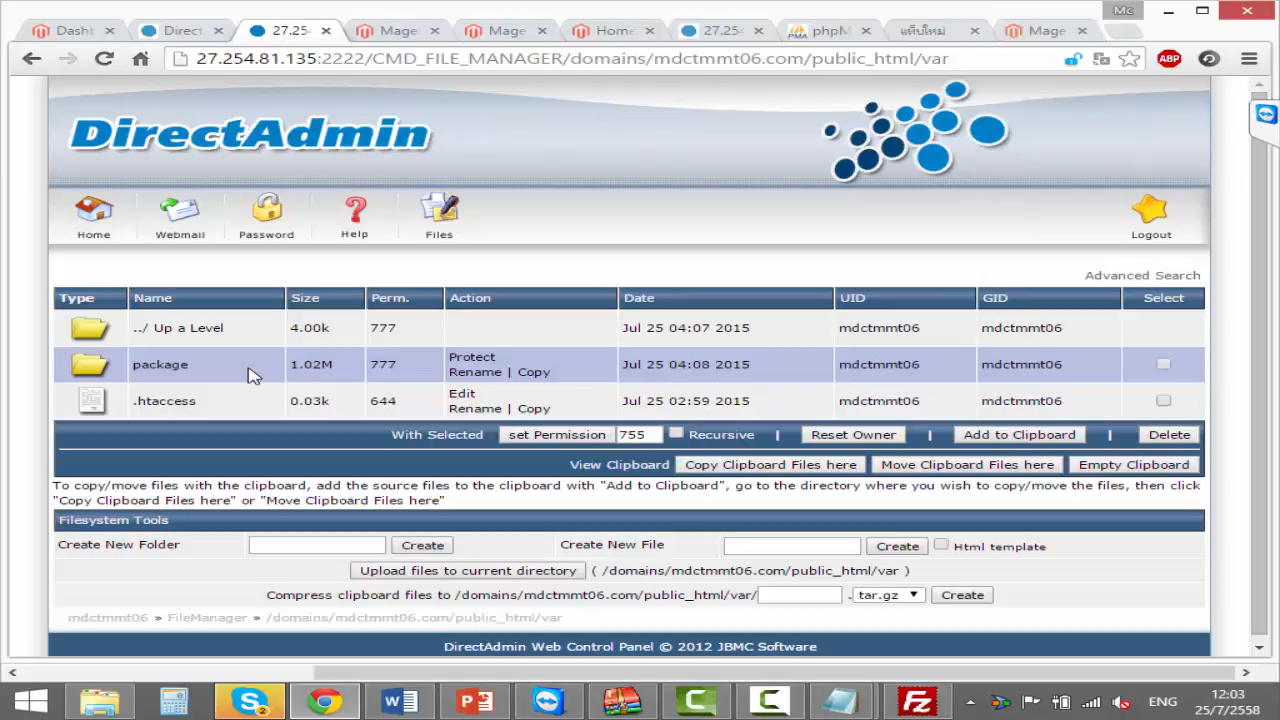 Mc
Dash
Direct
27.25
Mage
Mage
Home
27.254
phpM
แท็บใหม่
Mage
27.254.81.135:2222/CMD_FILE_MANAGER/domains/mdctmmt06.com/public_html/var
ABP
DirectAdmin
Home
Webmail
Password
Help
Files
Logout
Advanced Search
Type Name Size Perm. Action Date UID GID Select
../ Up a Level 4.00k 777 Jul 25 04:07 2015 mdctmmt06 mdctmmt06
package 1.02M 777 Protect Rename | Copy Jul 25 04:08 2015 mdctmmt06 mdctmmt06
.htaccess 0.03k 644 Edit Rename | Copy Jul 25 02:59 2015 mdctmmt06 mdctmmt06
With Selected set Permission 755 Recursive | Reset Owner | Add to Clipboard | Delete
View Clipboard Copy Clipboard Files here Move Clipboard Files here Empty Clipboard
To copy/move files with the clipboard, add the source files to the clipboard with "Add to Clipboard", go to the directory where you wish to copy/move the files, then click
"Copy Clipboard Files here" or "Move Clipboard Files here"
Filesystem Tools
Create New Folder Create Create New File Create Html template
Upload files to current directory ( /domains/mdctmmt06.com/public_html/var )
Compress clipboard files to /domains/mdctmmt06.com/public_html/var/ .tar.gz Create
mdctmmt06 » FileManager » /domains/mdctmmt06.com/public_html/var
DirectAdmin Web Control Panel © 2012 JBMC Software
ENG
12:03
25/7/2558